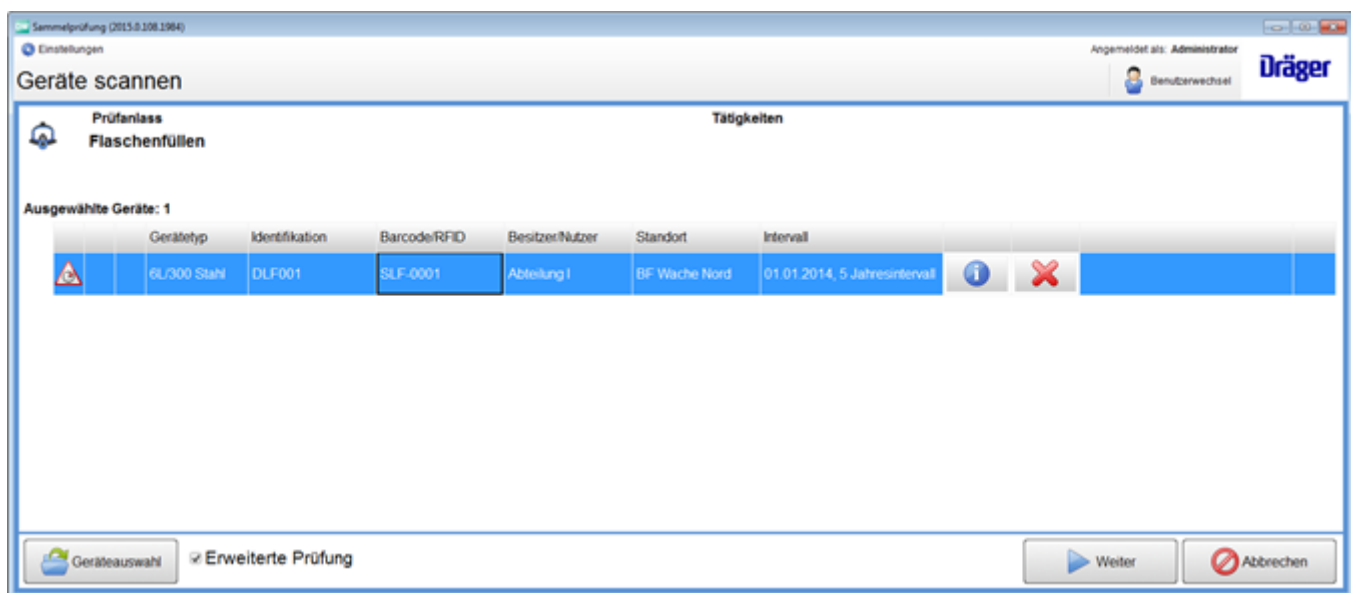 Sammelprüfung (2015.0.108.1984)
Einstellungen
Angemeldet als: Administrator
Geräte scannen
Benutzerwechsel
Dräger
Prüfanlass
Tätigkeiten
Flaschenfüllen
Ausgewählte Geräte: 1
Gerätetyp Identifikation Barcode/RFID Besitzer/Nutzer Standort Intervall
6L/300 Stahl DLF001 SLF-0001 Abteilung I BF Wache Nord 01.01.2014, 5 Jahresintervall
Geräteauswahl Erweiterte Prüfung Weiter Abbrechen